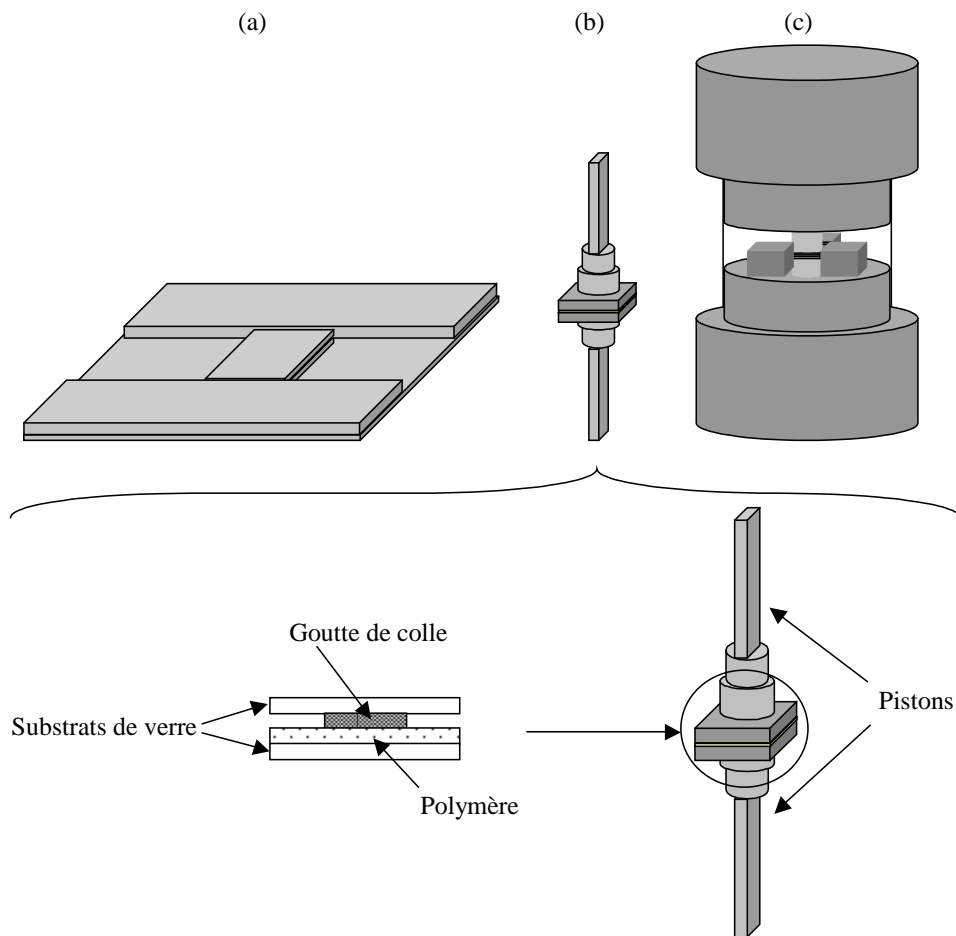 (a)
(b)
(c)
Goutte de colle
Substrats de verre
Pistons
Polymère